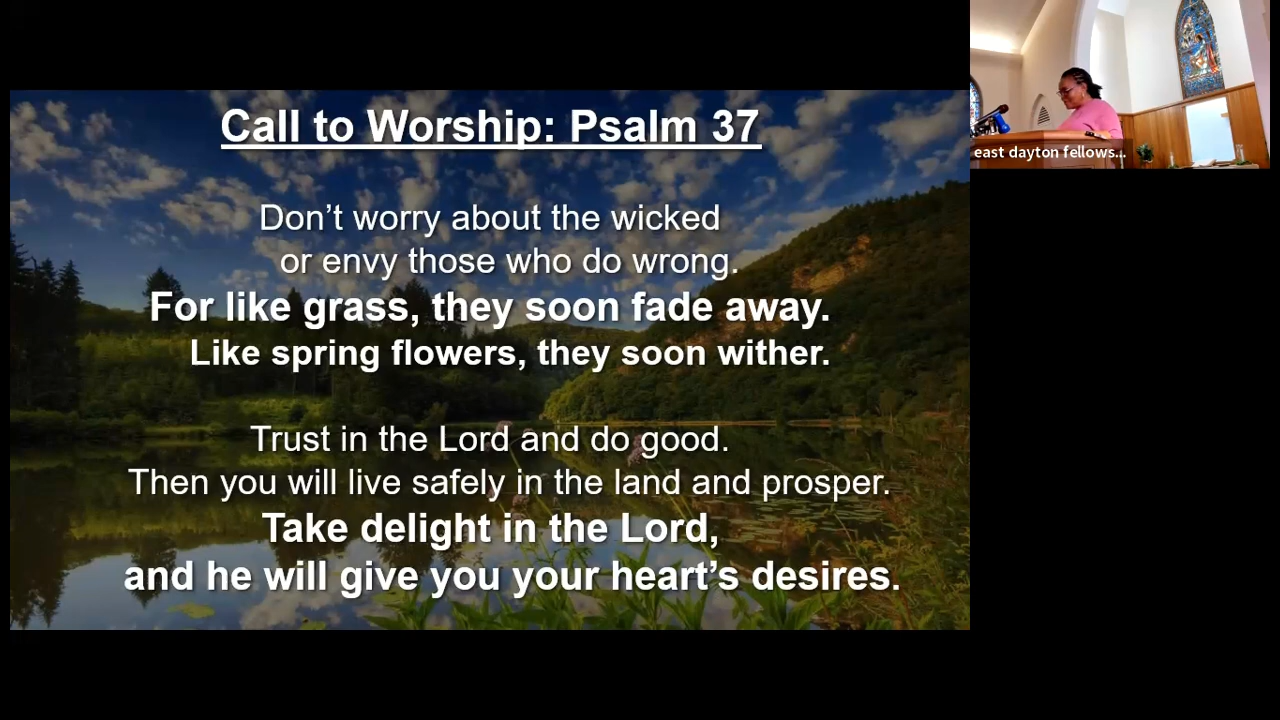 Call to Worship: Psalm 37
Don’t worry about the wicked
or envy those who do wrong.
For like grass, they soon fade away.
Like spring flowers, they soon wither.
Trust in the Lord and do good.
Then you will live safely in the land and prosper.
Take delight in the Lord,
and he will give you your heart’s desires.
east dayton fellows...